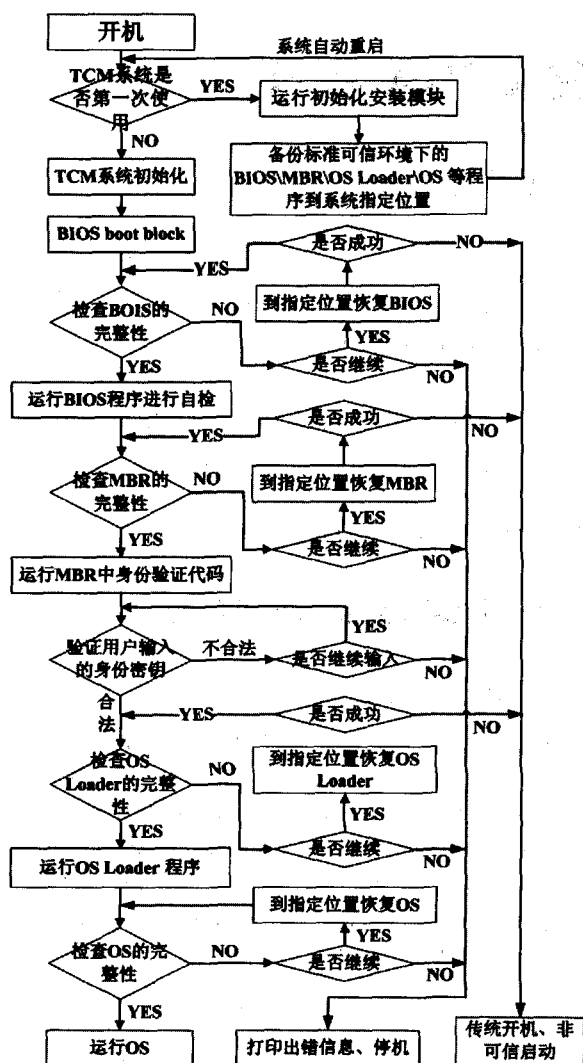 开机
系统自动重启
TCM系统是
否第一次使
用
YES
运行初始化安装模块
NO
备份标准可信环境下的
BIOS\MBR\OS Loader\OS 等程
序到系统指定位置
TCM系统初始化
BIOS boot block
是否成功
NO
YES
到指定位置恢复BIOS
检查BOIS的
完整性
NO
YES
是否继续
NO
YES
运行BIOS程序进行自检
是否成功
NO
YES
到指定位置恢复MBR
检查MBR的
完整性
NO
YES
是否继续
NO
YES
运行MBR中身份验证代码
YES
验证用户输入
的身份密钥
不合法
是否继续输入
NO
合
法
YES
是否成功
NO
检查OS
Loader的完整
性
NO
到指定位置恢复OS
Loader
YES
YES
是否继续
NO
运行OS Loader 程序
到指定位置恢复OS
YES
检查OS的完
整性
NO
是否继续
NO
YES
运行OS
打印出错信息、停机
传统开机、非
可信启动